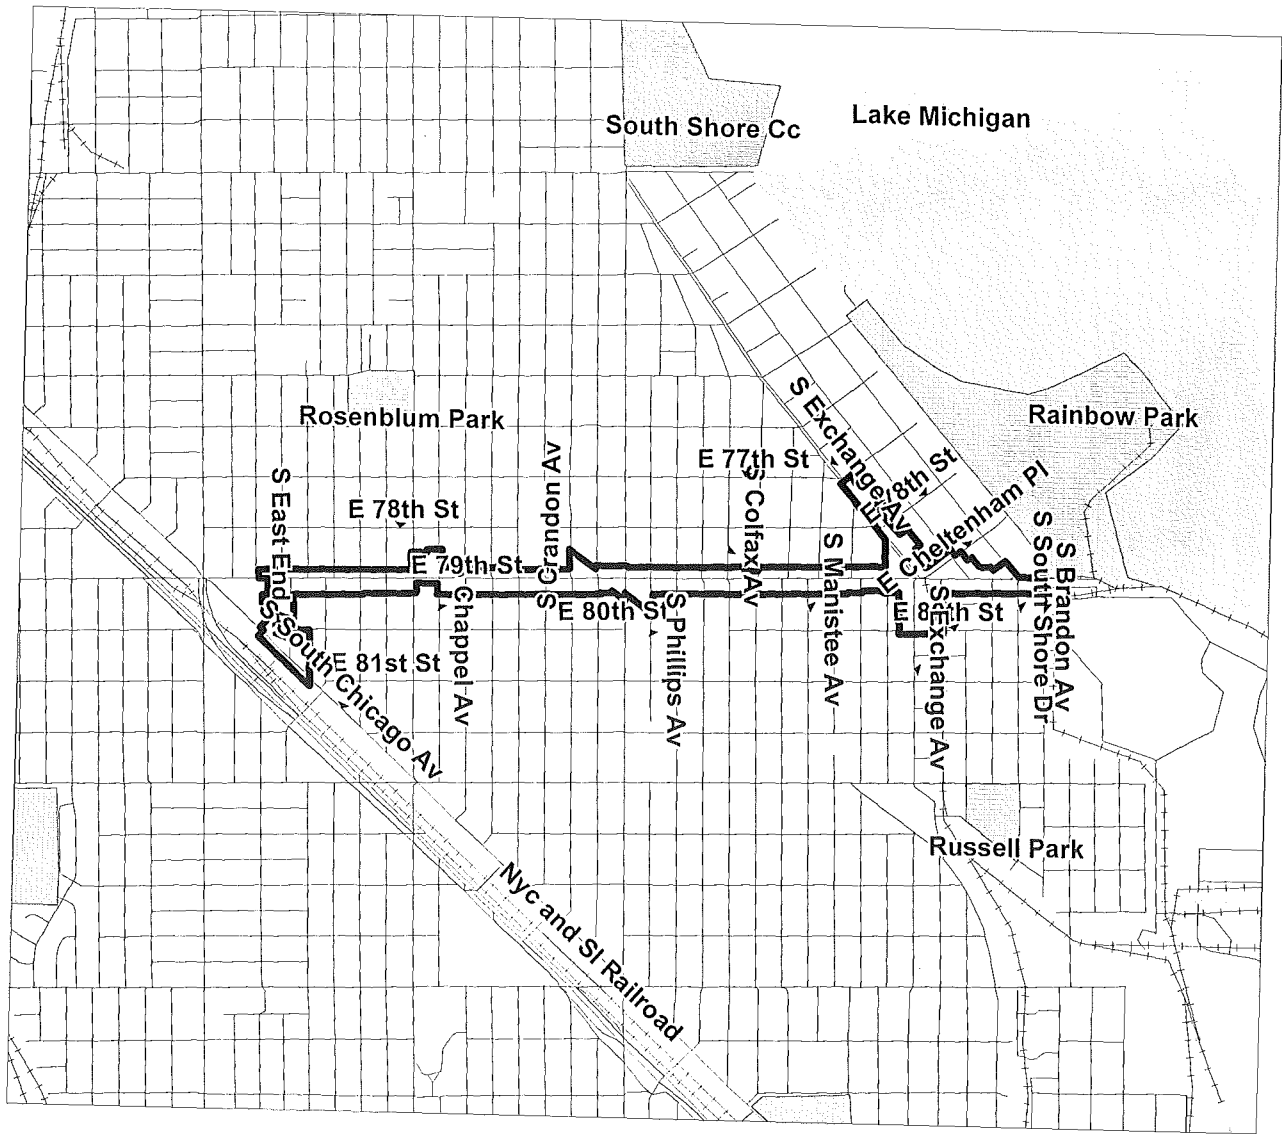 South Shore Cc
Lake Michigan
S Exchange Av
Rosenblum Park
Rainbow Park
E 77th St
S Crandon Av
S Colfax Av
Cheltenham Pl
S East End
E 78th St
S Manistee Av
S South Shore Dr
S Brandon Av
E 79th St
E 80th St
S Phillips Av
Chappel Av
S Exchange Av
South Chicago Av
E 81st St
Russell Park
Nyc and Sl Railroad